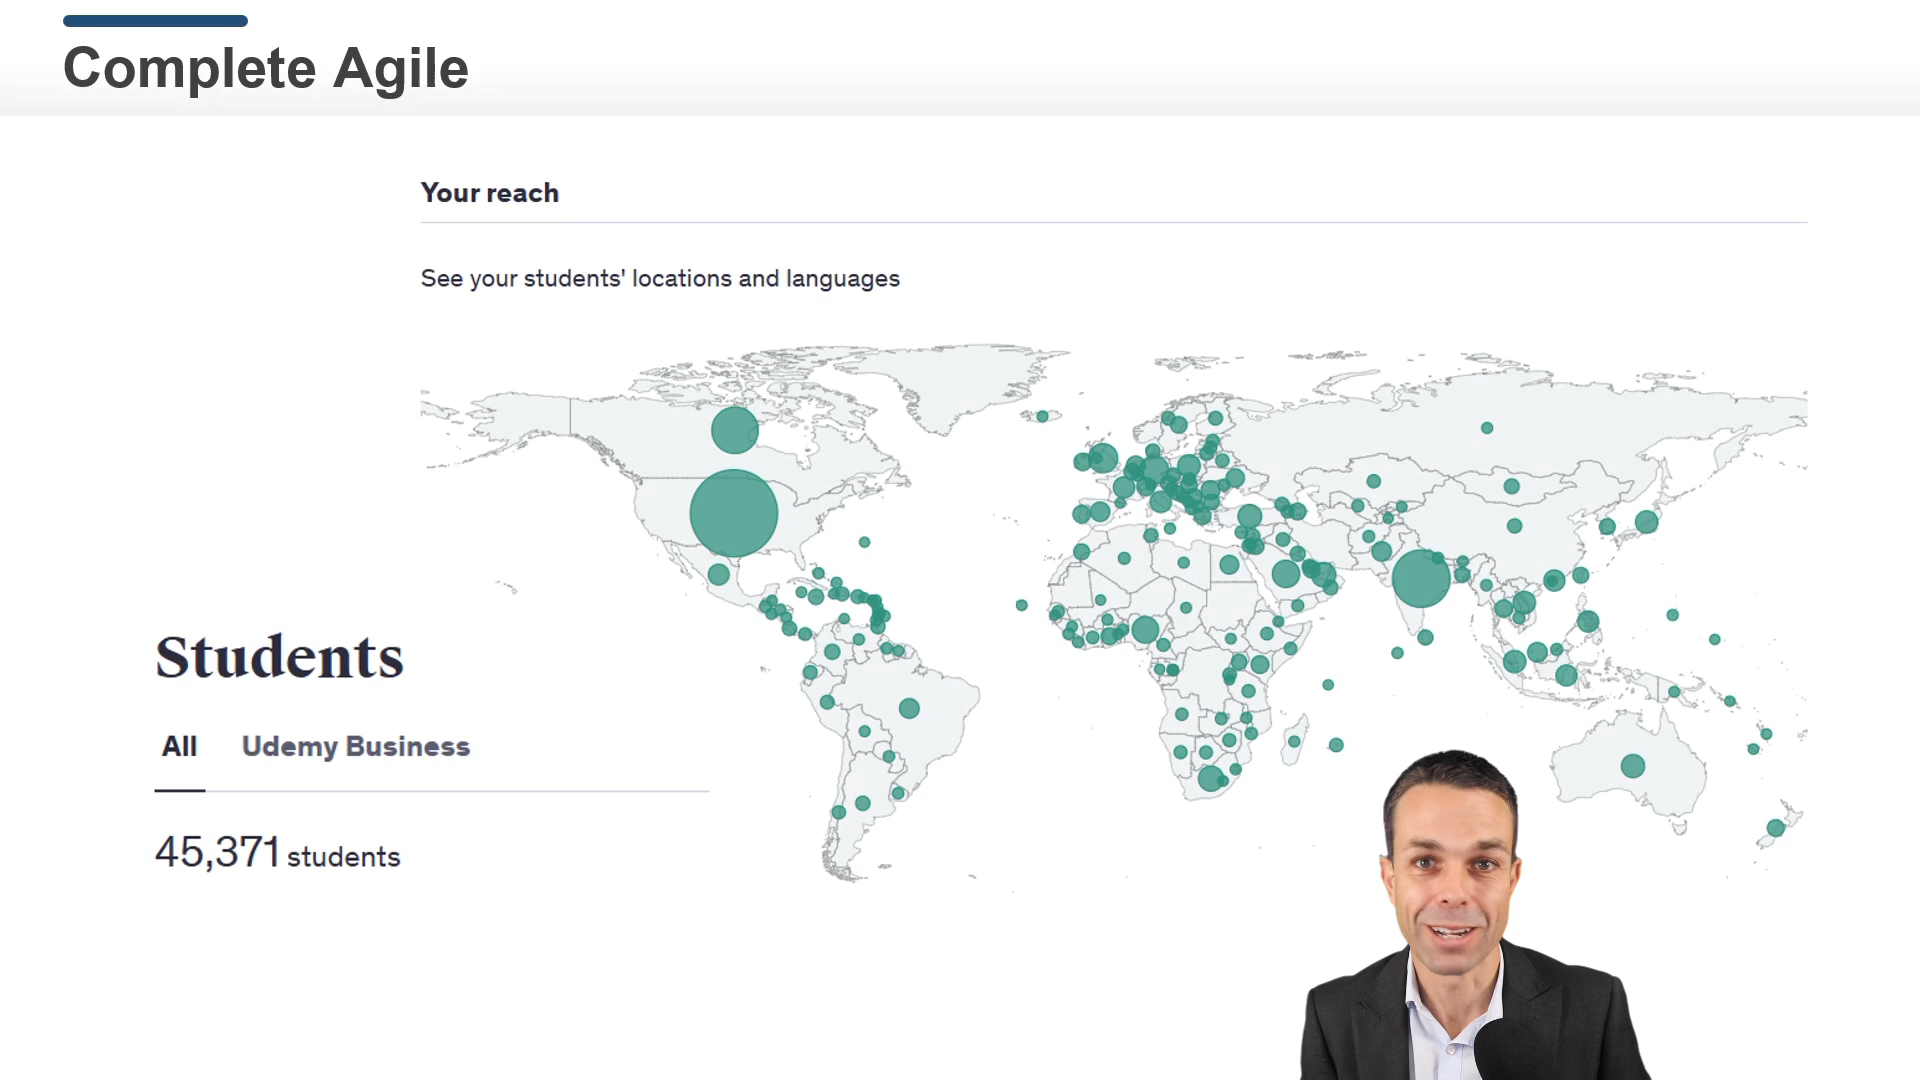 Complete Agile
Your reach
See your students' locations and languages
Students
All Udemy Business
45,371 students